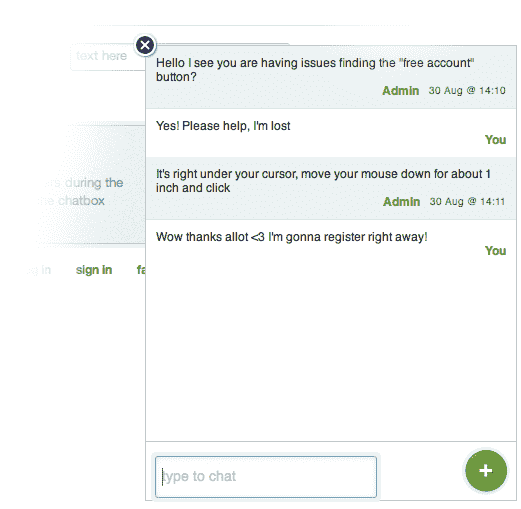 text here
Hello I see you are having issues finding the "free account"
button?
Admin 30 Aug @ 14:10
Yes! Please help, I'm lost
You
It's right under your cursor, move your mouse down for about 1
inch and click
Admin 30 Aug @ 14:11
Wow thanks allot <3 I'm gonna register right away!
You
during the
chatbox
in sign in
type to chat